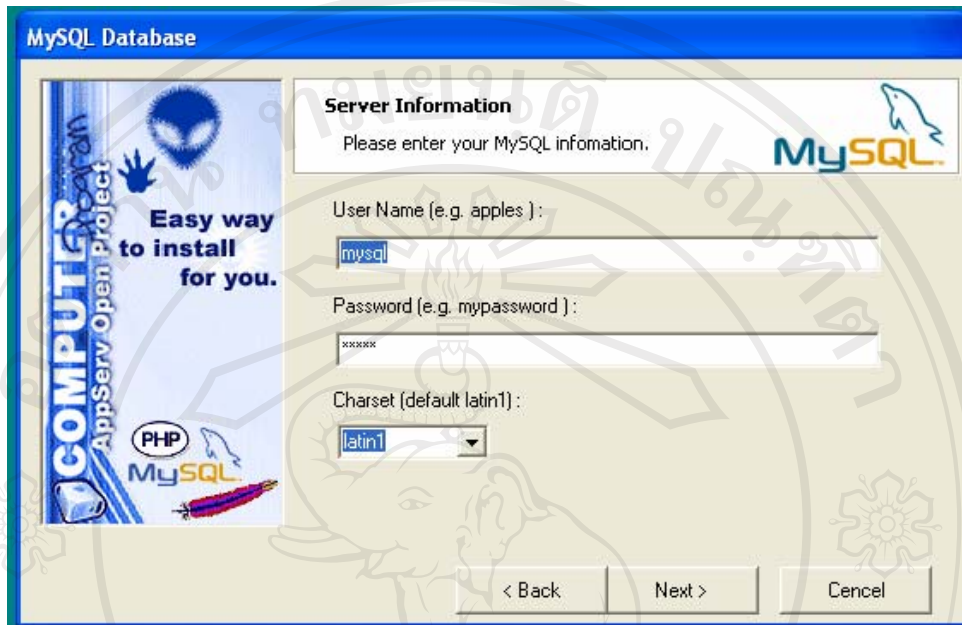 MySQL Database
Server Information
Please enter your MySQL infomation.
MySQL
COMPUTER
Program
AppServ Open Project
Easy way
to install
for you.
PHP
MySQL
User Name (e.g. apples ) :
mysql
Password (e.g. mypassword ) :
*****
Charset (default latin1) :
latin1
< Back
Next >
Cencel